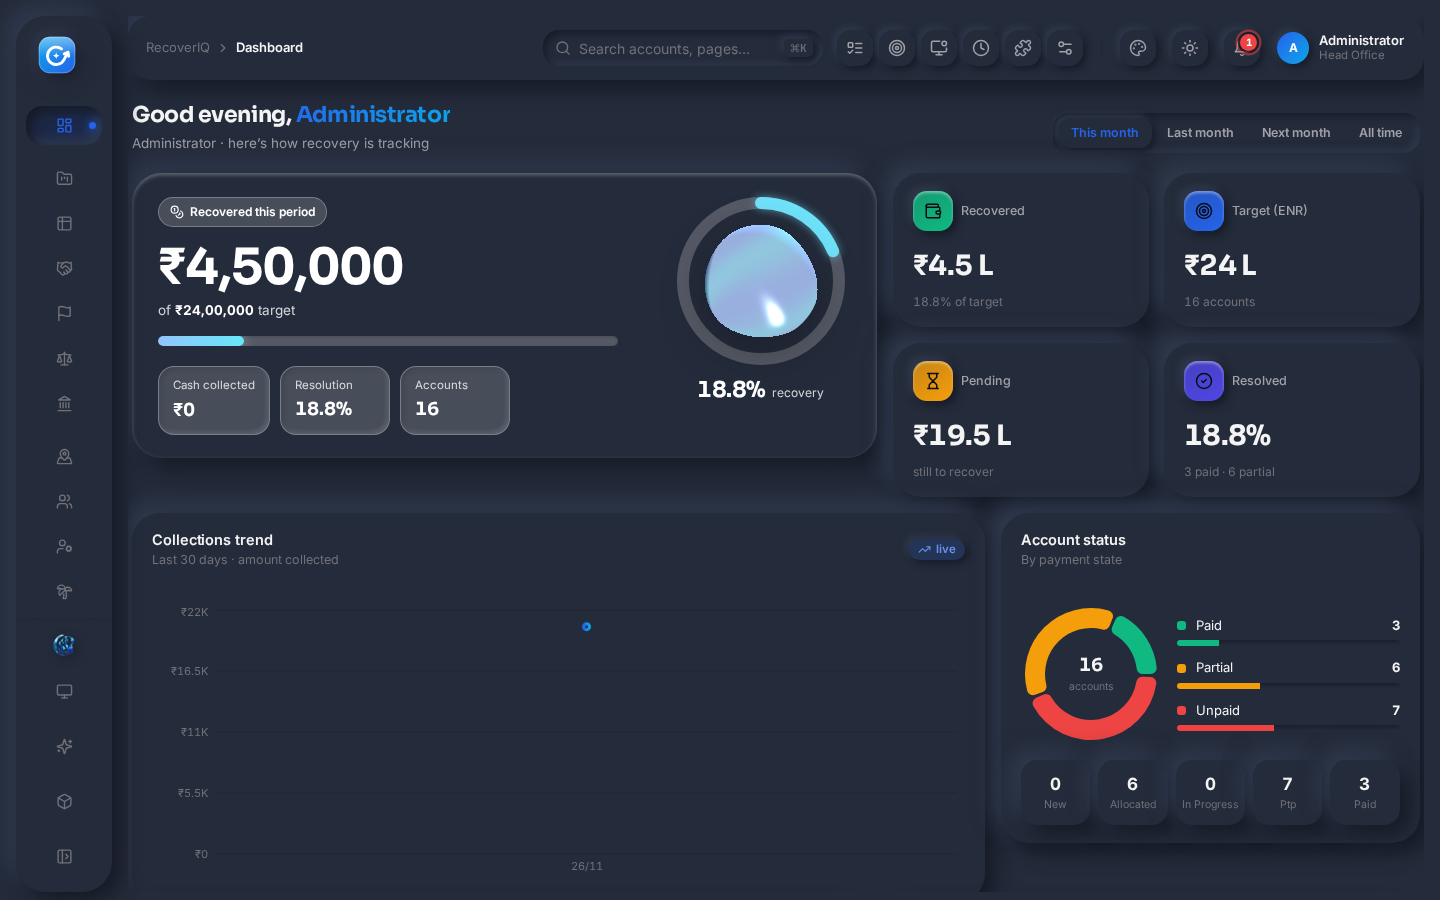 RecoverIQ > Dashboard
Search accounts, pages...
⌘K
1
A
Administrator
Head Office
Good evening, Administrator
Administrator · here's how recovery is tracking
This month
Last month
Next month
All time
Recovered this period
₹4,50,000
of ₹24,00,000 target
Cash collected
₹0
Resolution
18.8%
Accounts
16
18.8% recovery
Recovered
₹4.5 L
18.8% of target
Target (ENR)
₹24 L
16 accounts
Pending
₹19.5 L
still to recover
Resolved
18.8%
3 paid · 6 partial
Collections trend
Last 30 days · amount collected
live
₹22K
₹16.5K
₹11K
₹5.5K
₹0
26/11
Account status
By payment state
16
accounts
Paid 3
Partial 6
Unpaid 7
0
New
6
Allocated
0
In Progress
7
Ptp
3
Paid